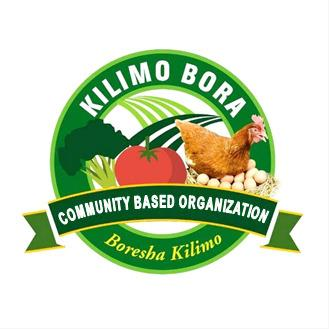 KILIMO BORA
COMMUNITY BASED ORGANIZATION
Boresha Kilimo